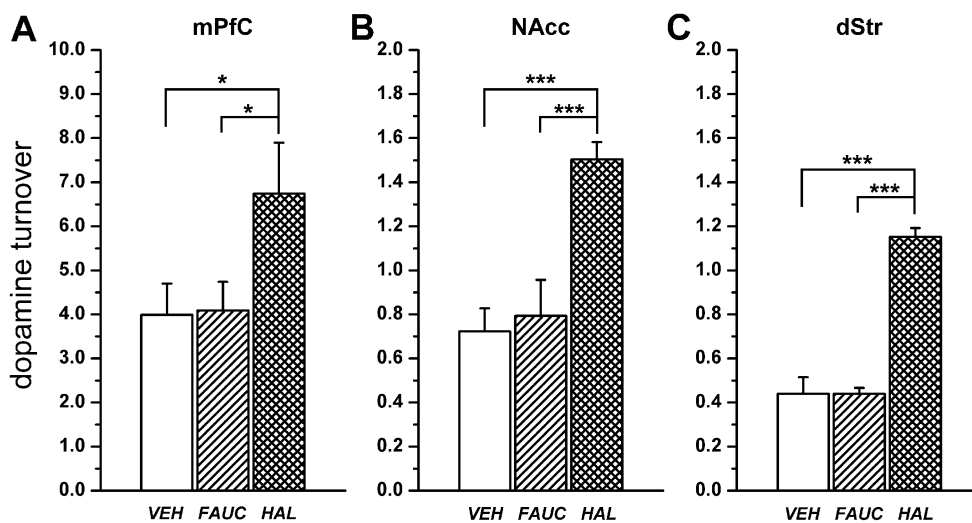 A mPfC B NAcc C dStr
10.0 2.0 2.0
9.0 1.8 1.8
8.0 1.6 1.6
7.0 1.4 1.4
6.0 1.2 1.2
5.0 1.0 1.0
4.0 0.8 0.8
3.0 0.6 0.6
2.0 0.4 0.4
1.0 0.2 0.2
0.0 0.0 0.0
dopamine turnover
* *
*** ***
*** ***
VEH FAUC HAL VEH FAUC HAL VEH FAUC HAL